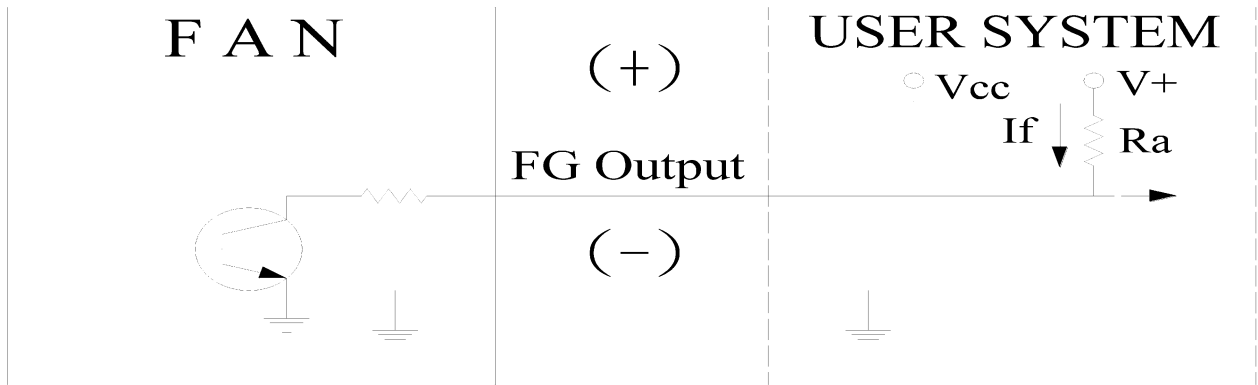 F A N
(+)
USER SYSTEM
Vcc
V+
If
Ra
FG Output
(−)